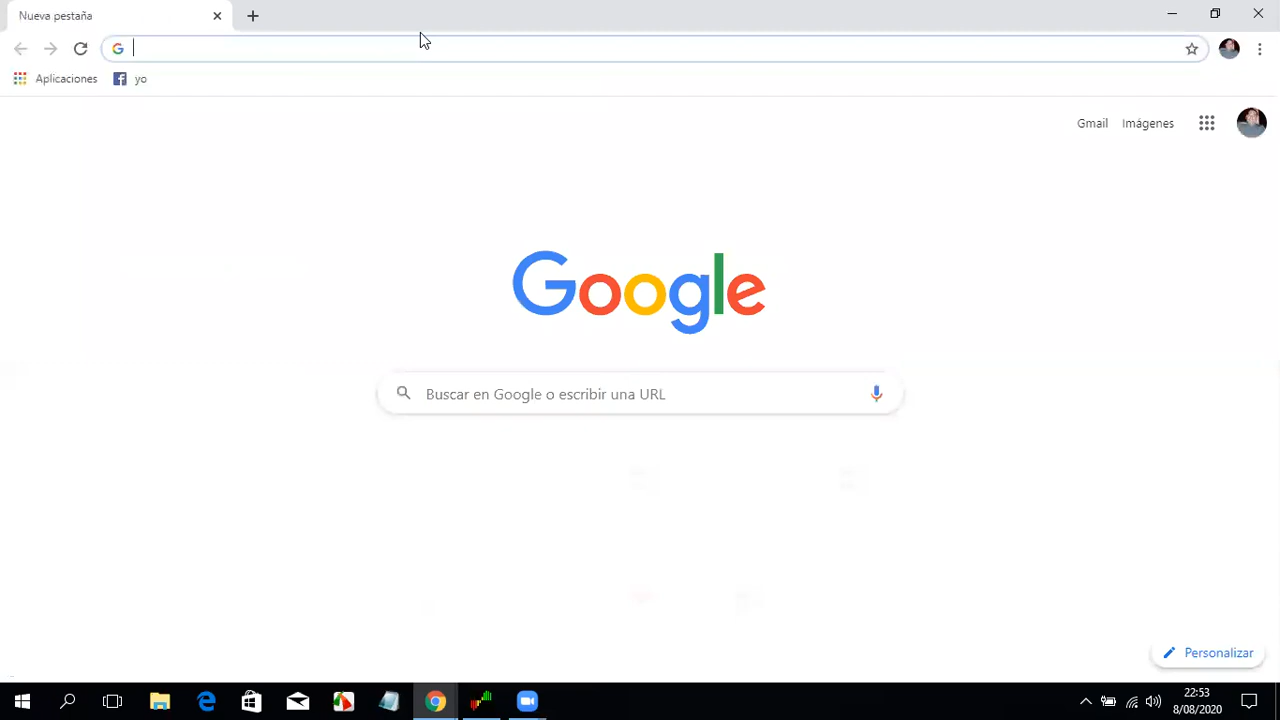 Nueva pestaña
Aplicaciones
yo
Gmail
Imágenes
Google
Buscar en Google o escribir una URL
Personalizar
22:53
8/08/2020